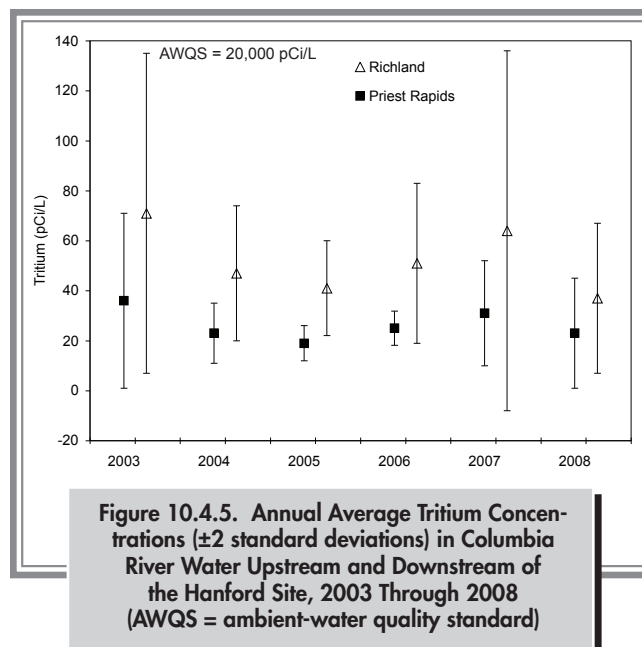 140
120
100
80
60
40
20
0
-20
Tritium (pCi/L)
AWQS = 20,000 pCi/L
Richland
Priest Rapids
2003 2004 2005 2006 2007 2008
Figure 10.4.5. Annual Average Tritium Concen-
trations (±2 standard deviations) in Columbia
River Water Upstream and Downstream of
the Hanford Site, 2003 Through 2008
(AWQS = ambient-water quality standard)